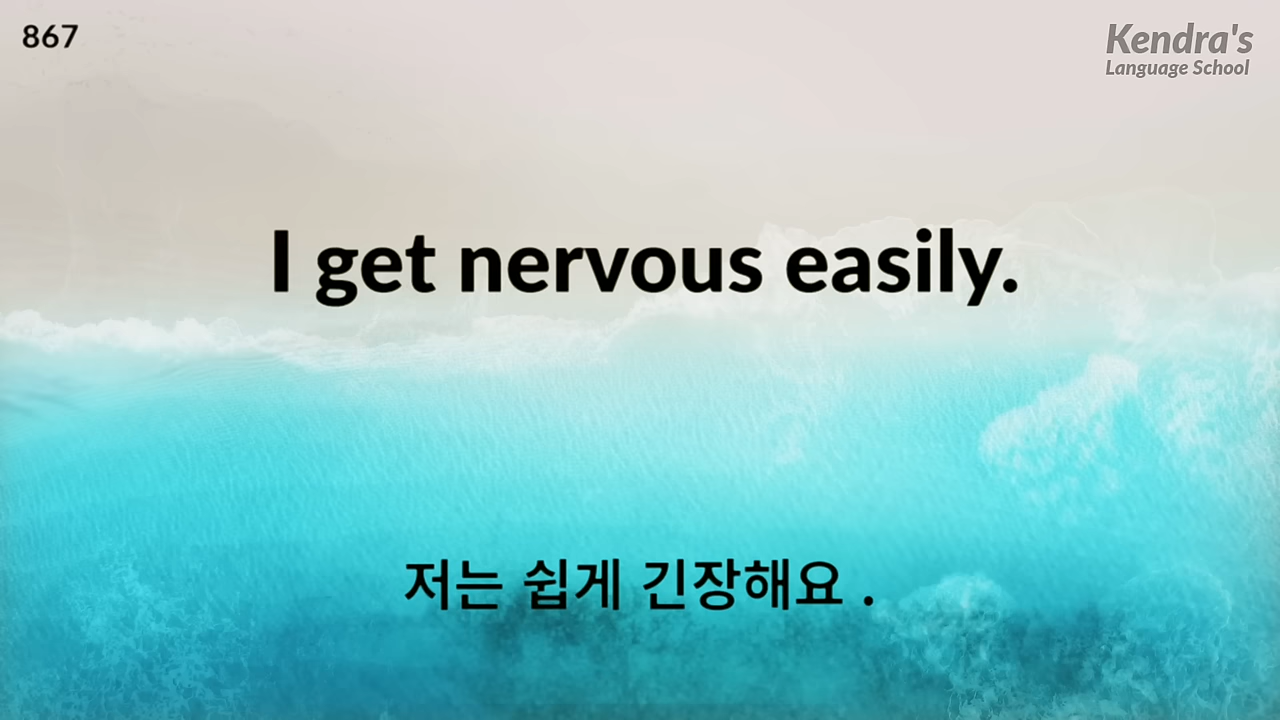 867
Kendra's
Language School
I get nervous easily.
저는 쉽게 긴장해요 .